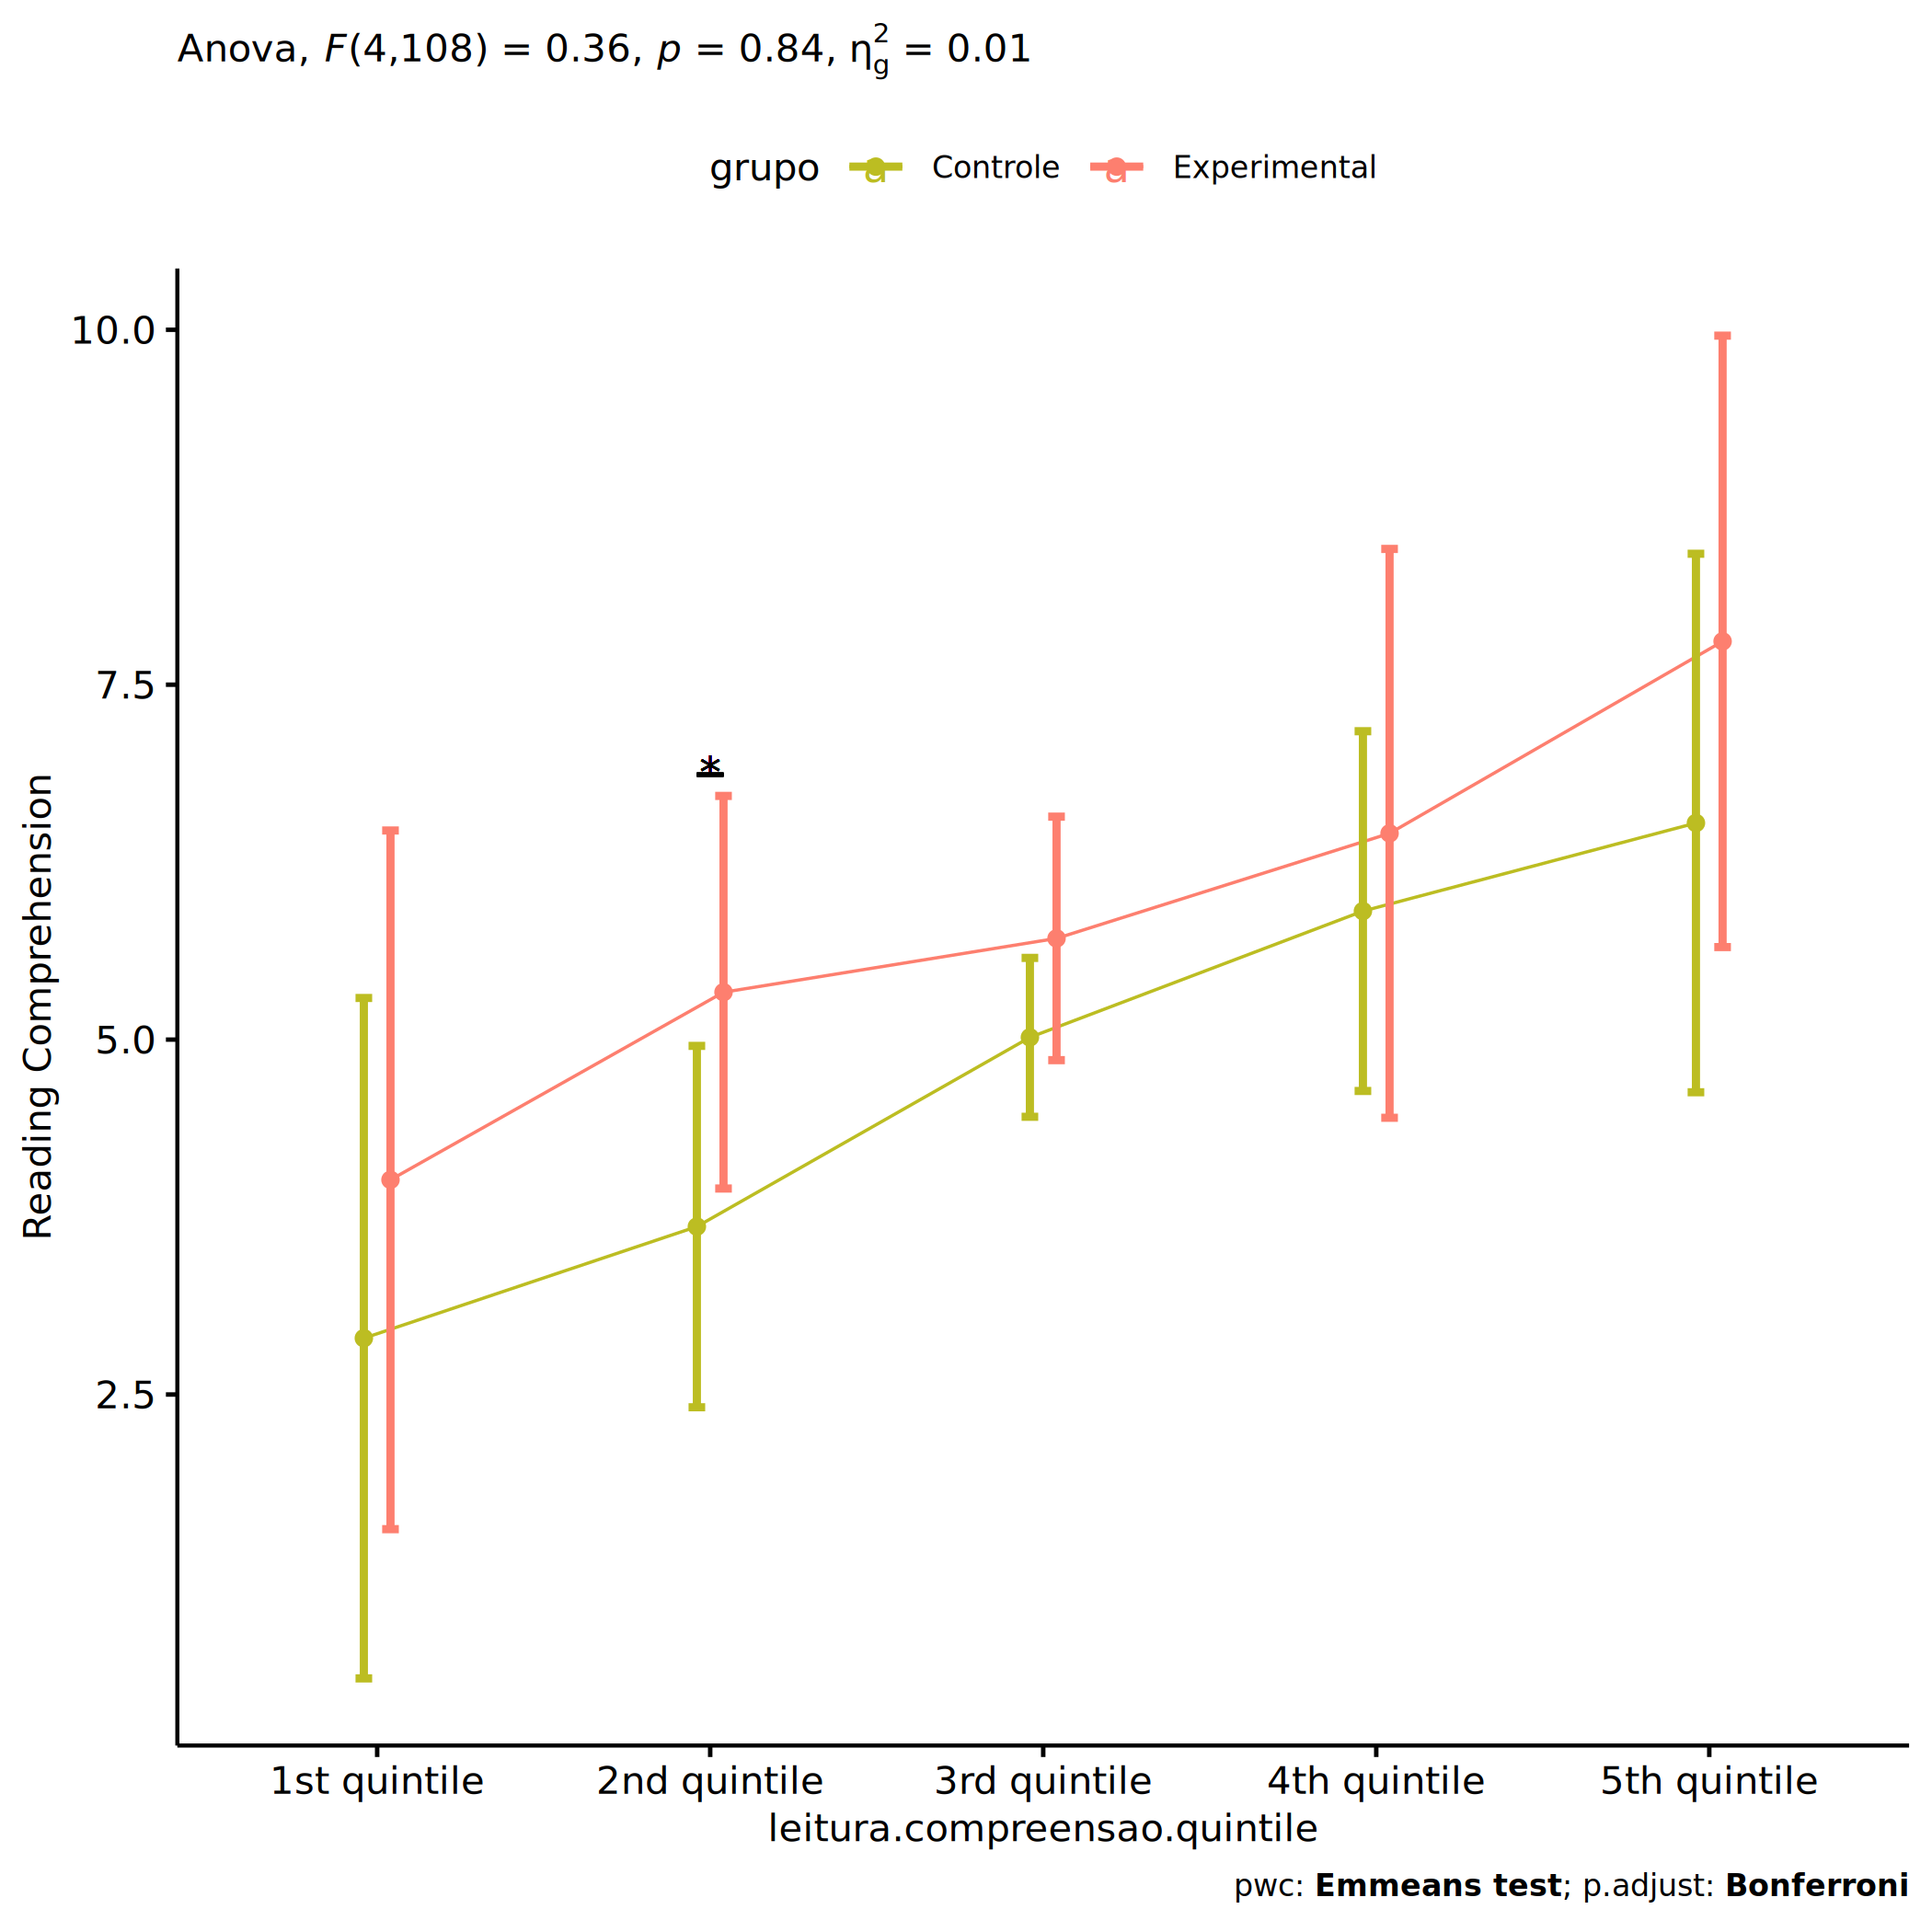 Anova, F(4,108) = 0.36, p = 0.84, η²g = 0.01
grupo Controle Experimental
10.0
7.5
5.0
2.5
Reading Comprehension
*
1st quintile 2nd quintile 3rd quintile 4th quintile 5th quintile
leitura.compreensao.quintile
pwc: Emmeans test; p.adjust: Bonferroni